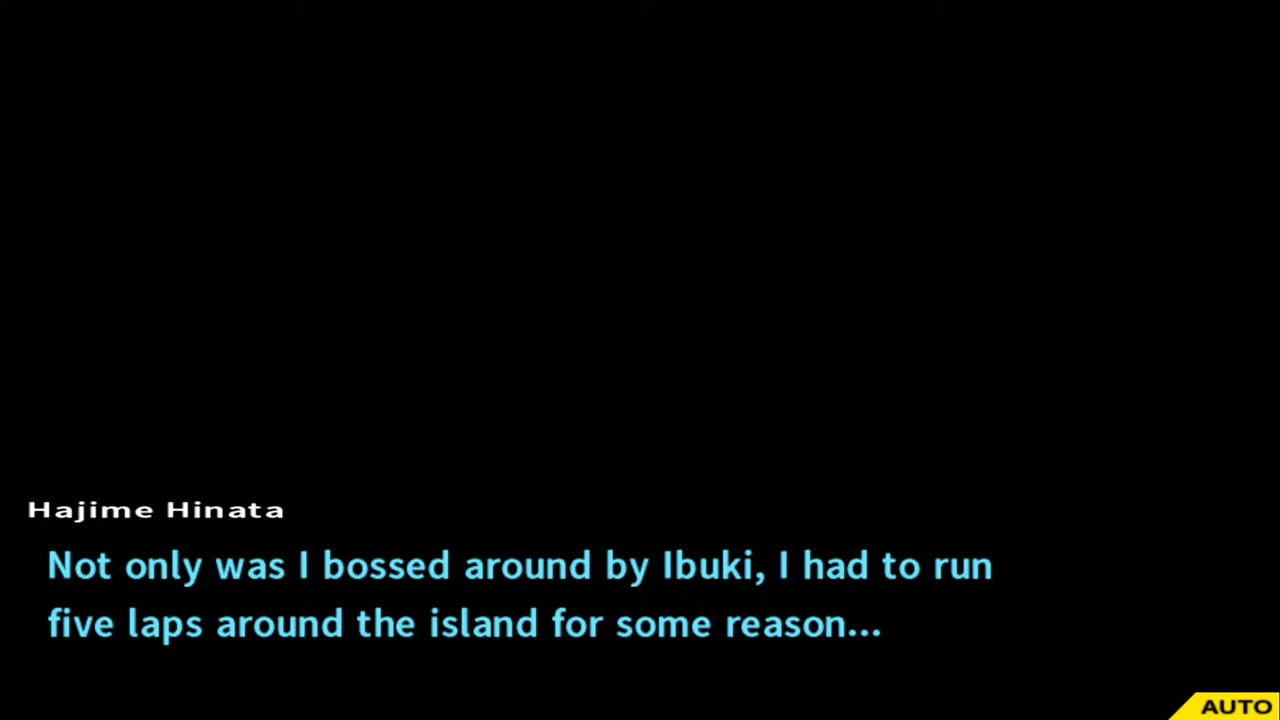 Hajime Hinata
Not only was I bossed around by Ibuki, I had to run
five laps around the island for some reason...
AUTO